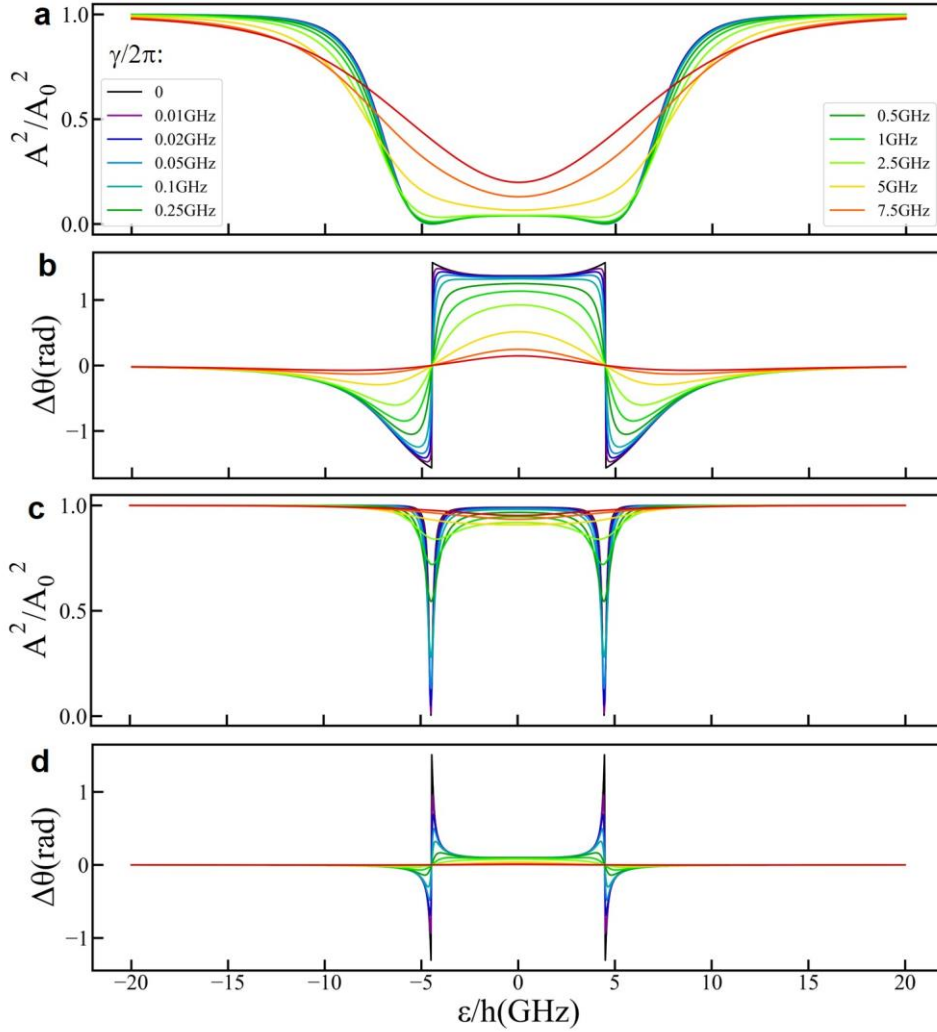 a
1.0
0.5
0.0
A²/A₀²
γ/2π:
0
0.01GHz
0.02GHz
0.05GHz
0.1GHz
0.25GHz
0.5GHz
1GHz
2.5GHz
5GHz
7.5GHz
b
1
0
−1
Δθ(rad)
c
1.0
0.5
0.0
A²/A₀²
d
1
0
−1
Δθ(rad)
−20 −15 −10 −5 0 5 10 15 20
ε/h(GHz)